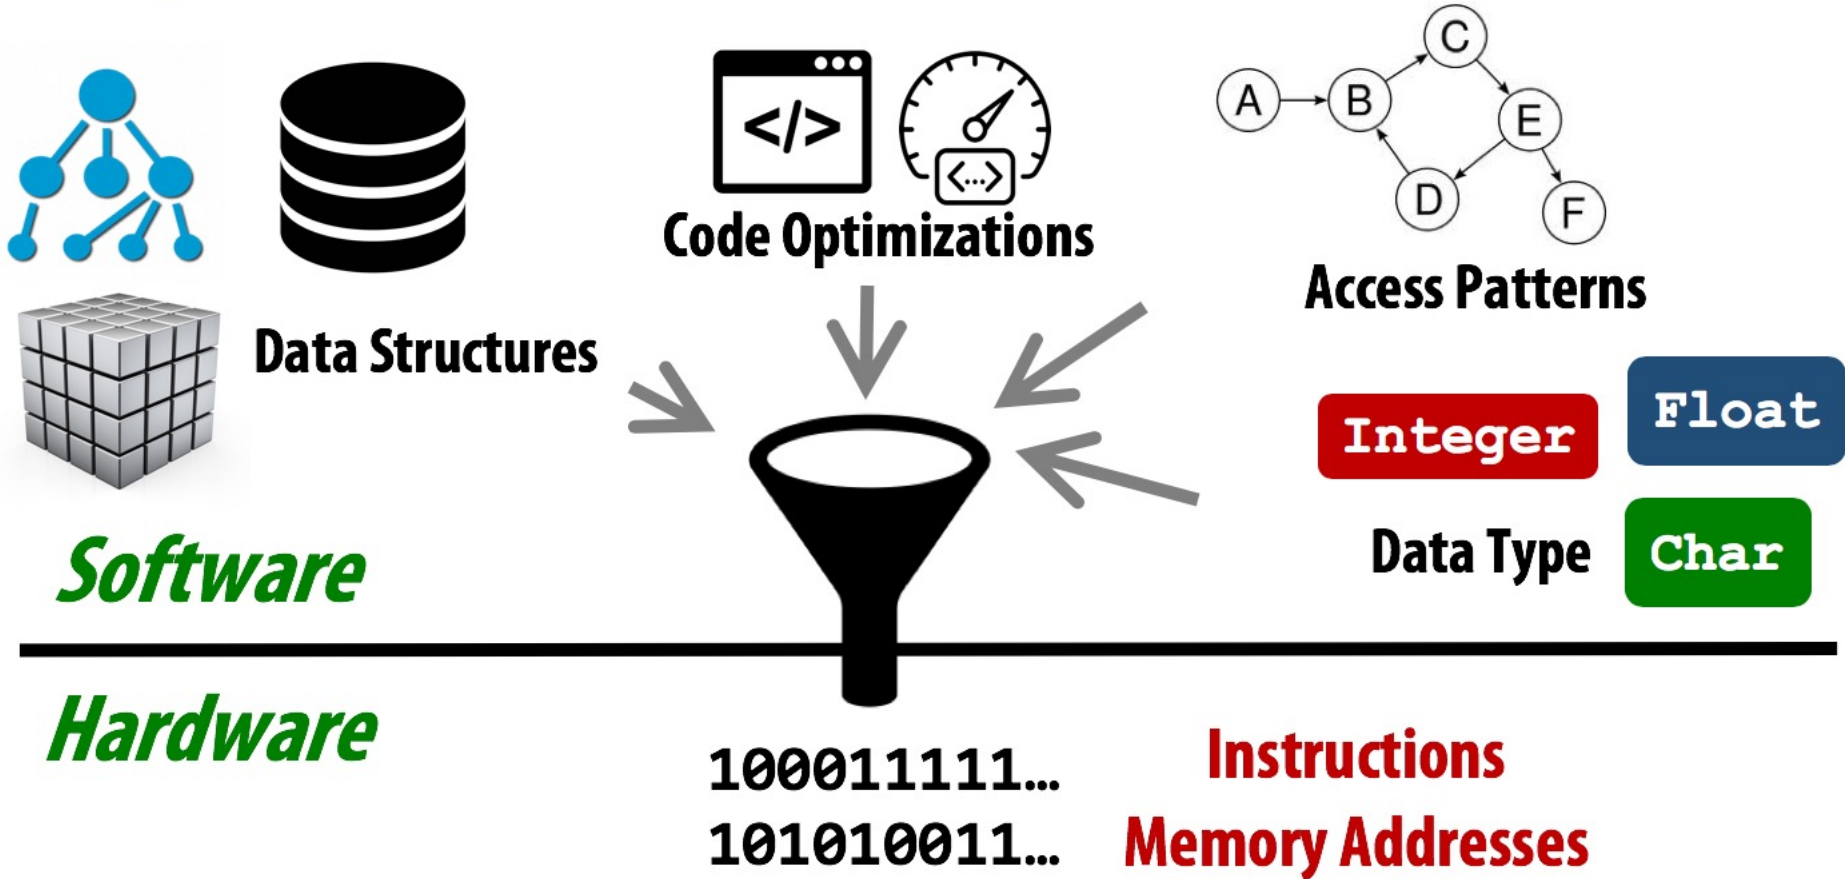 </>
<...>
Code Optimizations
A
B
C
D
E
F
Access Patterns
Data Structures
Integer
Float
Data Type
Char
Software
Hardware
100011111...
Instructions
101010011...
Memory Addresses